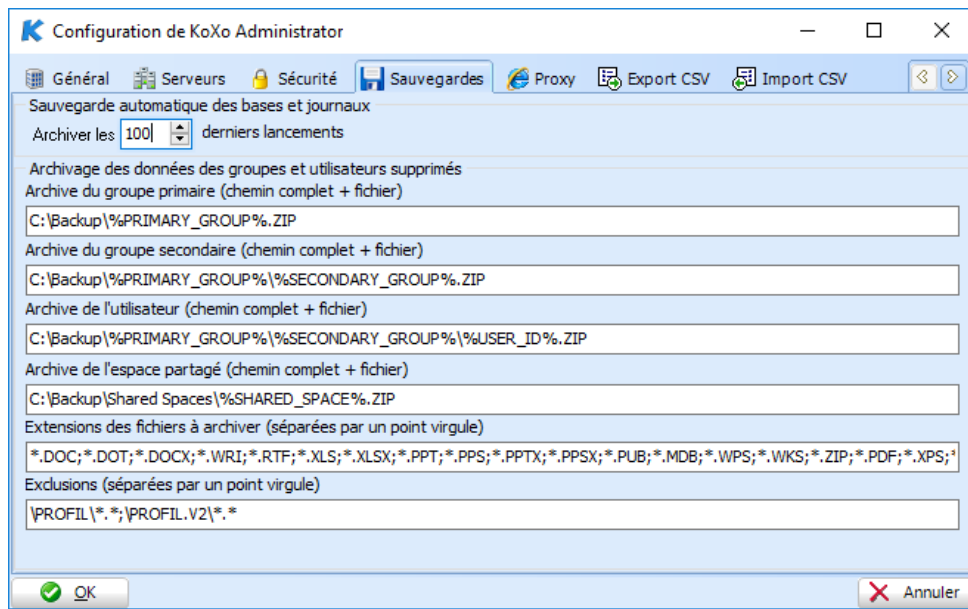 Configuration de KoXo Administrator
Général Serveurs Sécurité Sauvegardes Proxy Export CSV Import CSV
Sauvegarde automatique des bases et journaux
Archiver les 100 derniers lancements
Archivage des données des groupes et utilisateurs supprimés
Archive du groupe primaire (chemin complet + fichier)
C:\Backup\%PRIMARY_GROUP%.ZIP
Archive du groupe secondaire (chemin complet + fichier)
C:\Backup\%PRIMARY_GROUP%\%SECONDARY_GROUP%.ZIP
Archive de l'utilisateur (chemin complet + fichier)
C:\Backup\%PRIMARY_GROUP%\%SECONDARY_GROUP%\%USER_ID%.ZIP
Archive de l'espace partagé (chemin complet + fichier)
C:\Backup\Shared Spaces\%SHARED_SPACE%.ZIP
Extensions des fichiers à archiver (séparées par un point virgule)
*.DOC;*.DOT;*.DOCX;*.WRI;*.RTF;*.XLS;*.XLSX;*.PPT;*.PPS;*.PPTX;*.PPSX;*.PUB;*.MDB;*.WPS;*.WKS;*.ZIP;*.PDF;*.XPS;*
Exclusions (séparées par un point virgule)
\PROFIL\*.*;\PROFIL.V2\*.*
OK Annuler